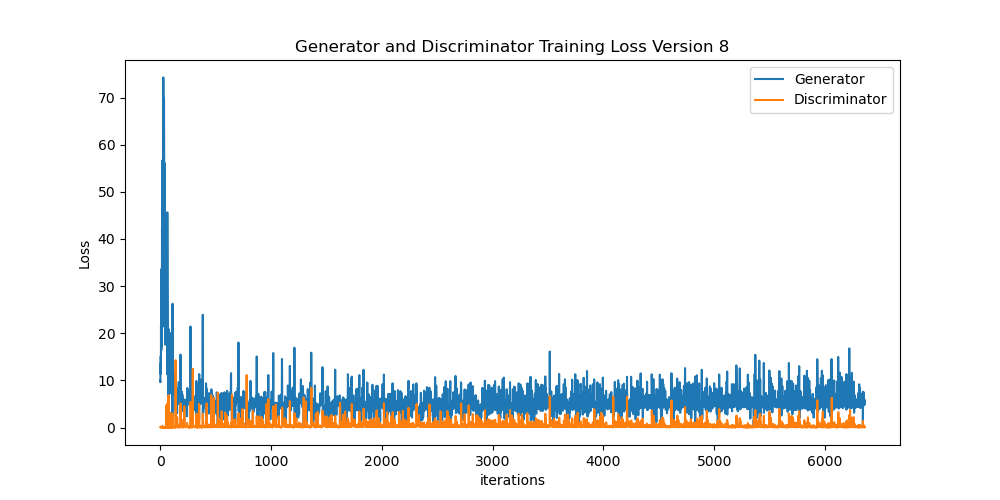 Generator and Discriminator Training Loss Version 8
Generator
Discriminator
Loss
70
60
50
40
30
20
10
0
0 1000 2000 3000 4000 5000 6000
iterations